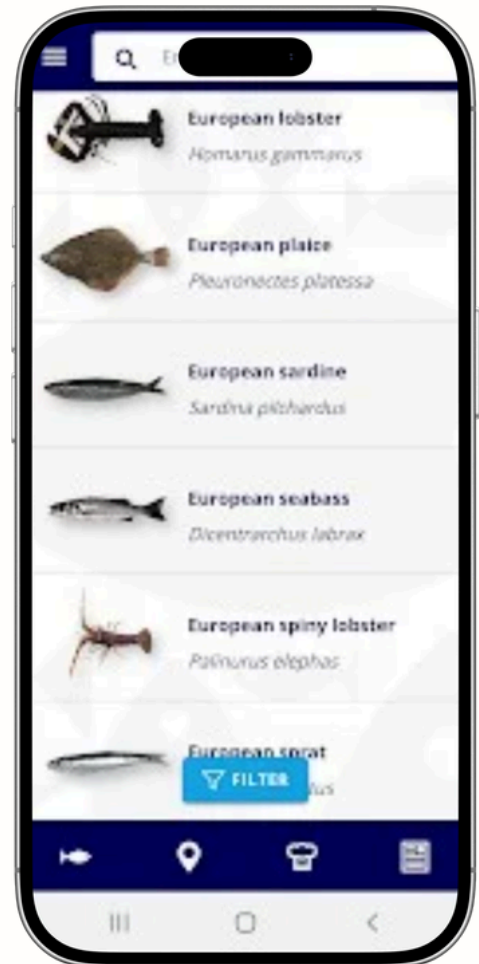 European lobster
Homarus gammarus
European plaice
Pleuronectes platessa
European sardine
Sardina pilchardus
European seabass
Dicentrarchus labrax
European spiny lobster
Palinurus elephas
European sprat
FILTER